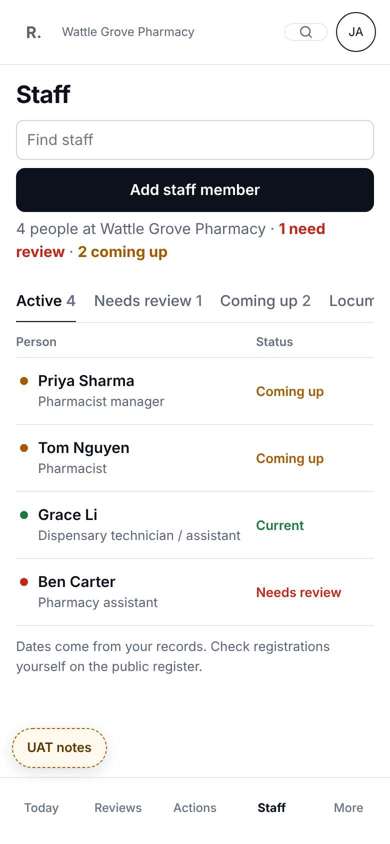 R.
Wattle Grove Pharmacy
JA
Staff
Find staff
Add staff member
4 people at Wattle Grove Pharmacy · 1 need
review · 2 coming up
Active 4 Needs review 1 Coming up 2 Locum
Person Status
Priya Sharma
Pharmacist manager
Coming up
Tom Nguyen
Pharmacist
Coming up
Grace Li
Dispensary technician / assistant
Current
Ben Carter
Pharmacy assistant
Needs review
Dates come from your records. Check registrations
yourself on the public register.
UAT notes
Today Reviews Actions Staff More